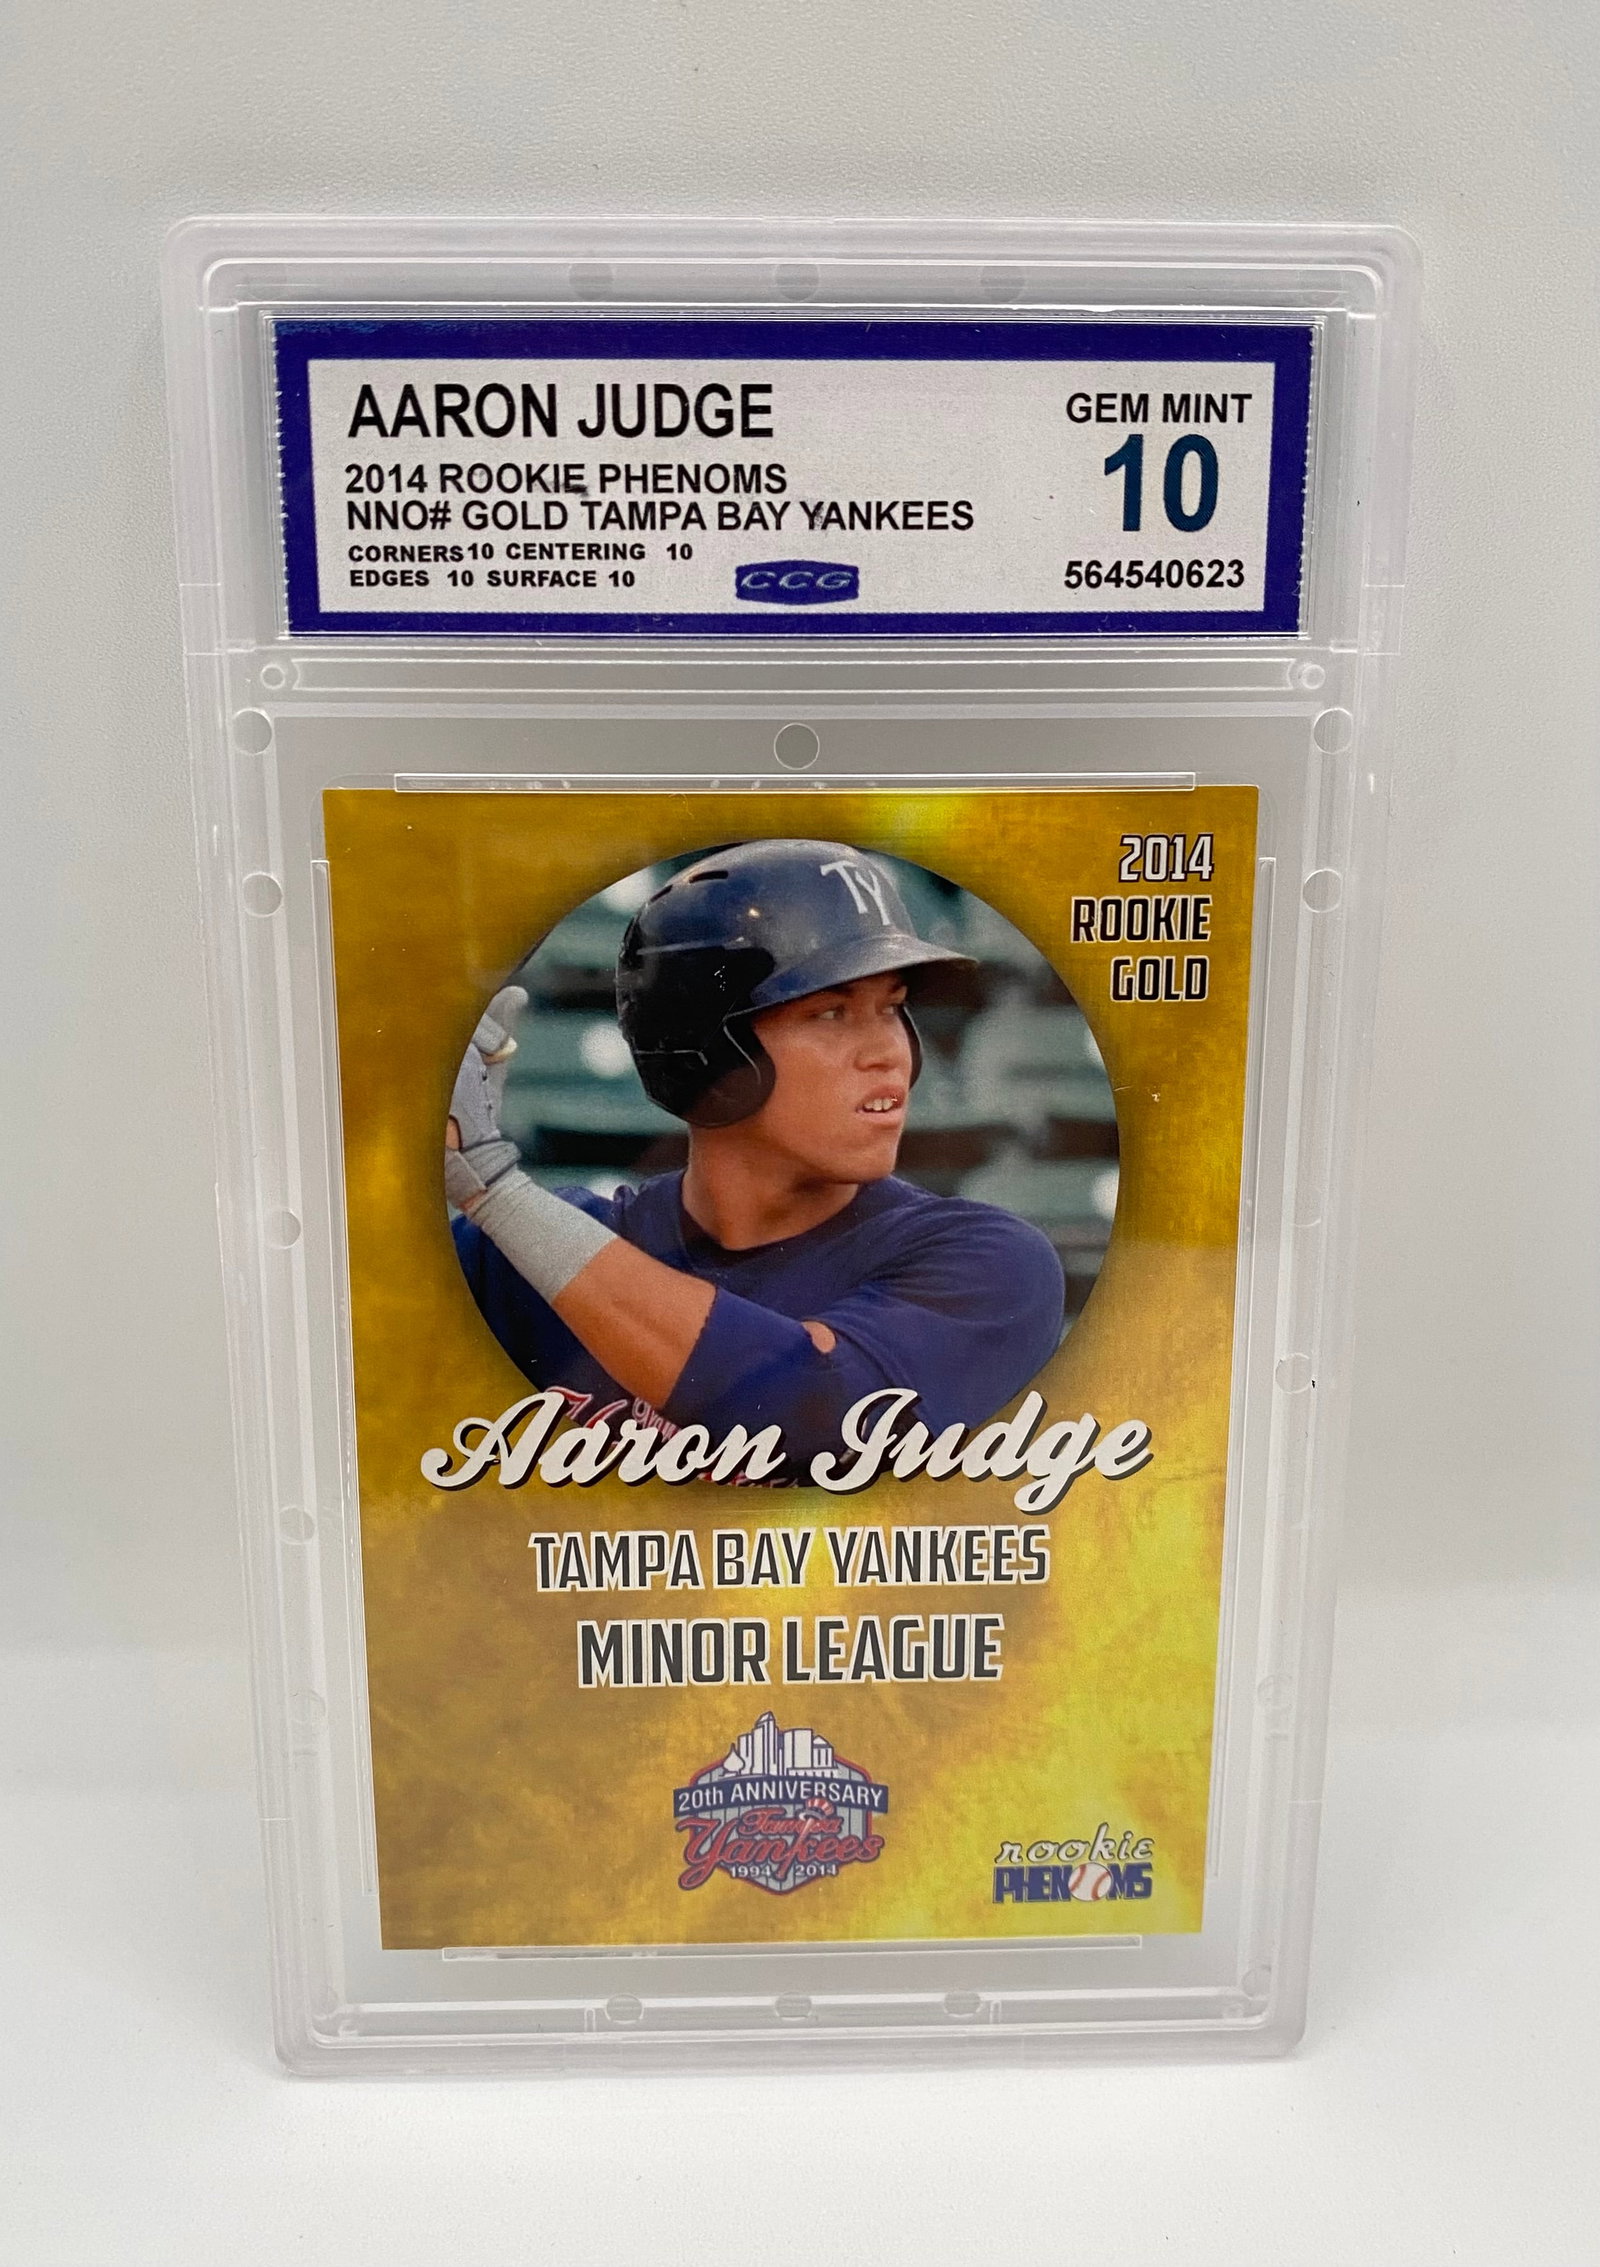 AARON JUDGE
2014 ROOKIE PHENOMS
NNO# GOLD TAMPA BAY YANKEES
CORNERS 10 CENTERING 10
EDGES 10 SURFACE 10
CCG
GEM MINT
10
564540623
2014
ROOKIE
GOLD
TY
Aaron Judge
TAMPA BAY YANKEES
MINOR LEAGUE
20th ANNIVERSARY
Tampa
Yankees
1994 2014
rookie
PHENOMS